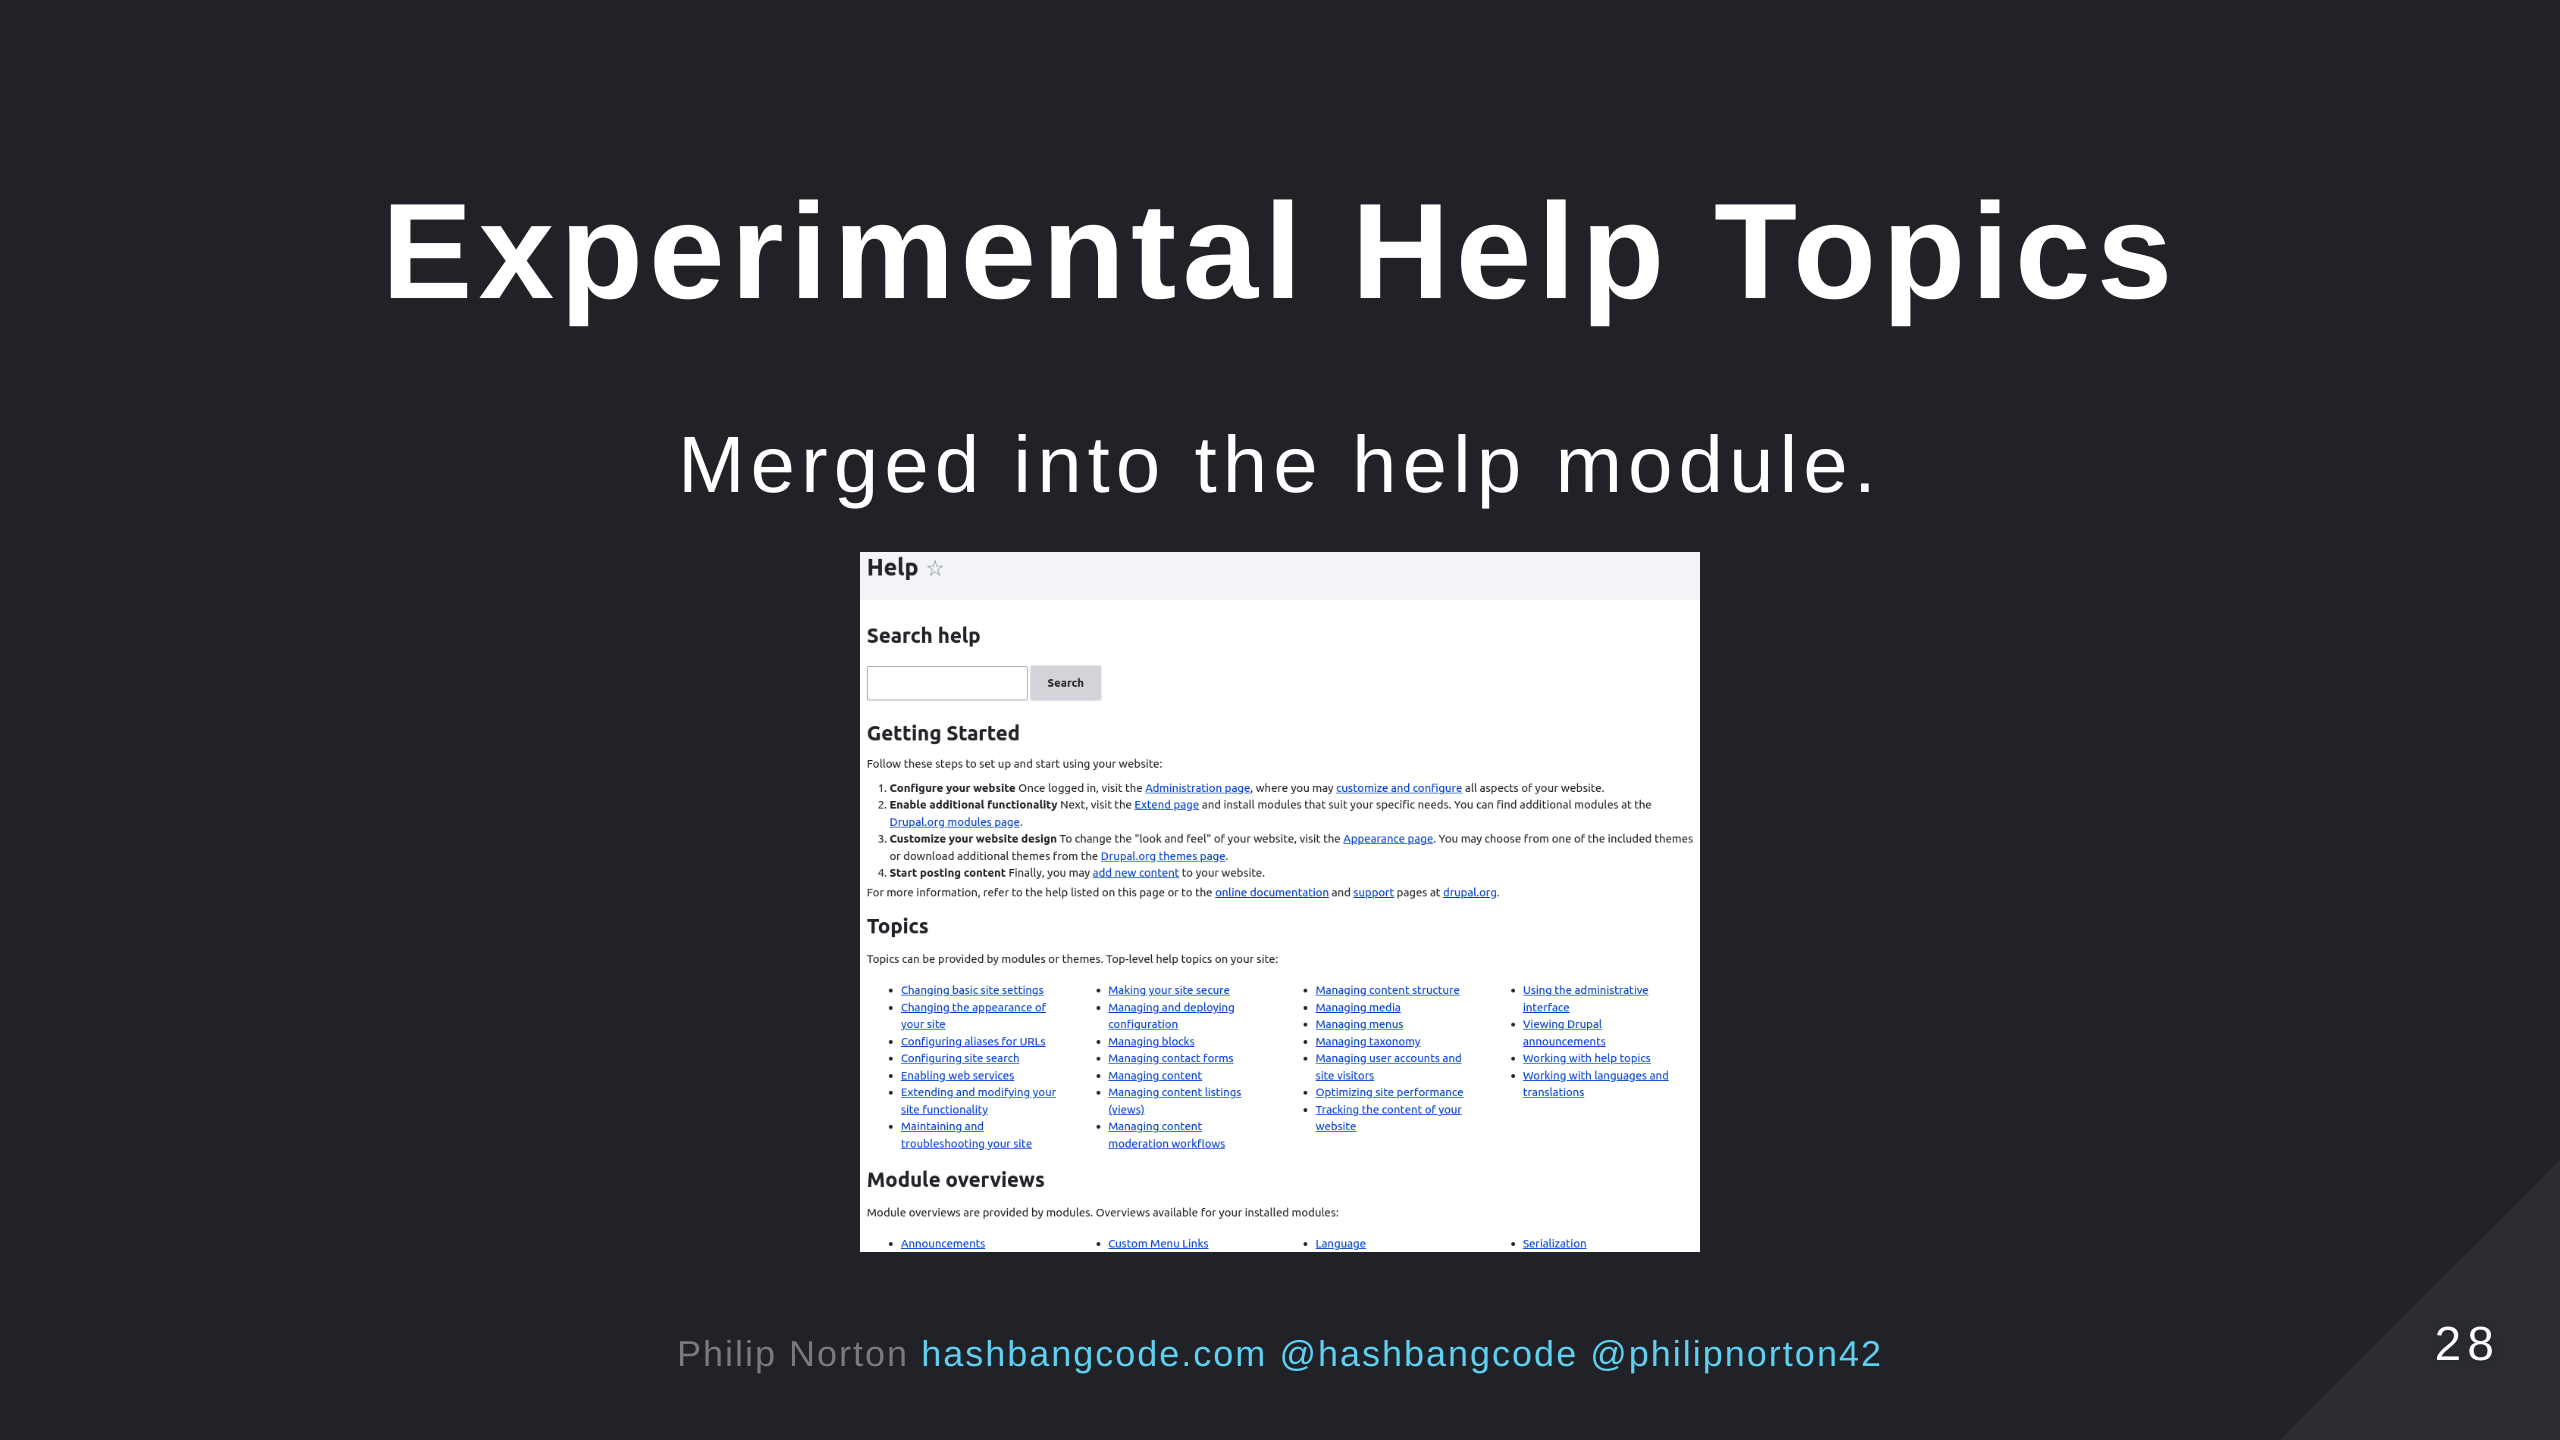 Experimental Help Topics
Merged into the help module.
Help ☆
Search help
Search
Getting Started
Follow these steps to set up and start using your website:
1. Configure your website Once logged in, visit the Administration page, where you may customize and configure all aspects of your website.
2. Enable additional functionality Next, visit the Extend page and install modules that suit your specific needs. You can find additional modules at the
Drupal.org modules page.
3. Customize your website design To change the "look and feel" of your website, visit the Appearance page. You may choose from one of the included themes
or download additional themes from the Drupal.org themes page.
4. Start posting content Finally, you may add new content to your website.
For more information, refer to the help listed on this page or to the online documentation and support pages at drupal.org.
Topics
Topics can be provided by modules or themes. Top-level help topics on your site:
• Changing basic site settings
• Changing the appearance of
your site
• Configuring aliases for URLs
• Configuring site search
• Enabling web services
• Extending and modifying your
site functionality
• Maintaining and
troubleshooting your site
• Making your site secure
• Managing and deploying
configuration
• Managing blocks
• Managing contact forms
• Managing content
• Managing content listings
(views)
• Managing content
moderation workflows
• Managing content structure
• Managing media
• Managing menus
• Managing taxonomy
• Managing user accounts and
site visitors
• Optimizing site performance
• Tracking the content of your
website
• Using the administrative
interface
• Viewing Drupal
announcements
• Working with help topics
• Working with languages and
translations
Module overviews
Module overviews are provided by modules. Overviews available for your installed modules:
• Announcements
• Custom Menu Links
• Language
• Serialization
Philip Norton hashbangcode.com @hashbangcode @philipnorton42
28